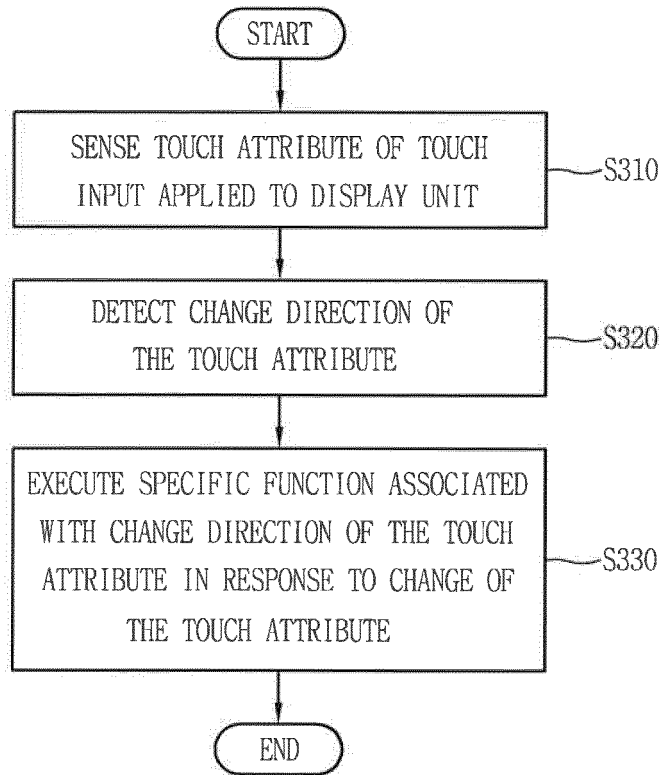 START
SENSE TOUCH ATTRIBUTE OF TOUCH
INPUT APPLIED TO DISPLAY UNIT
S310
DETECT CHANGE DIRECTION OF
THE TOUCH ATTRIBUTE
S320
EXECUTE SPECIFIC FUNCTION ASSOCIATED
WITH CHANGE DIRECTION OF THE TOUCH
ATTRIBUTE IN RESPONSE TO CHANGE OF
THE TOUCH ATTRIBUTE
S330
END